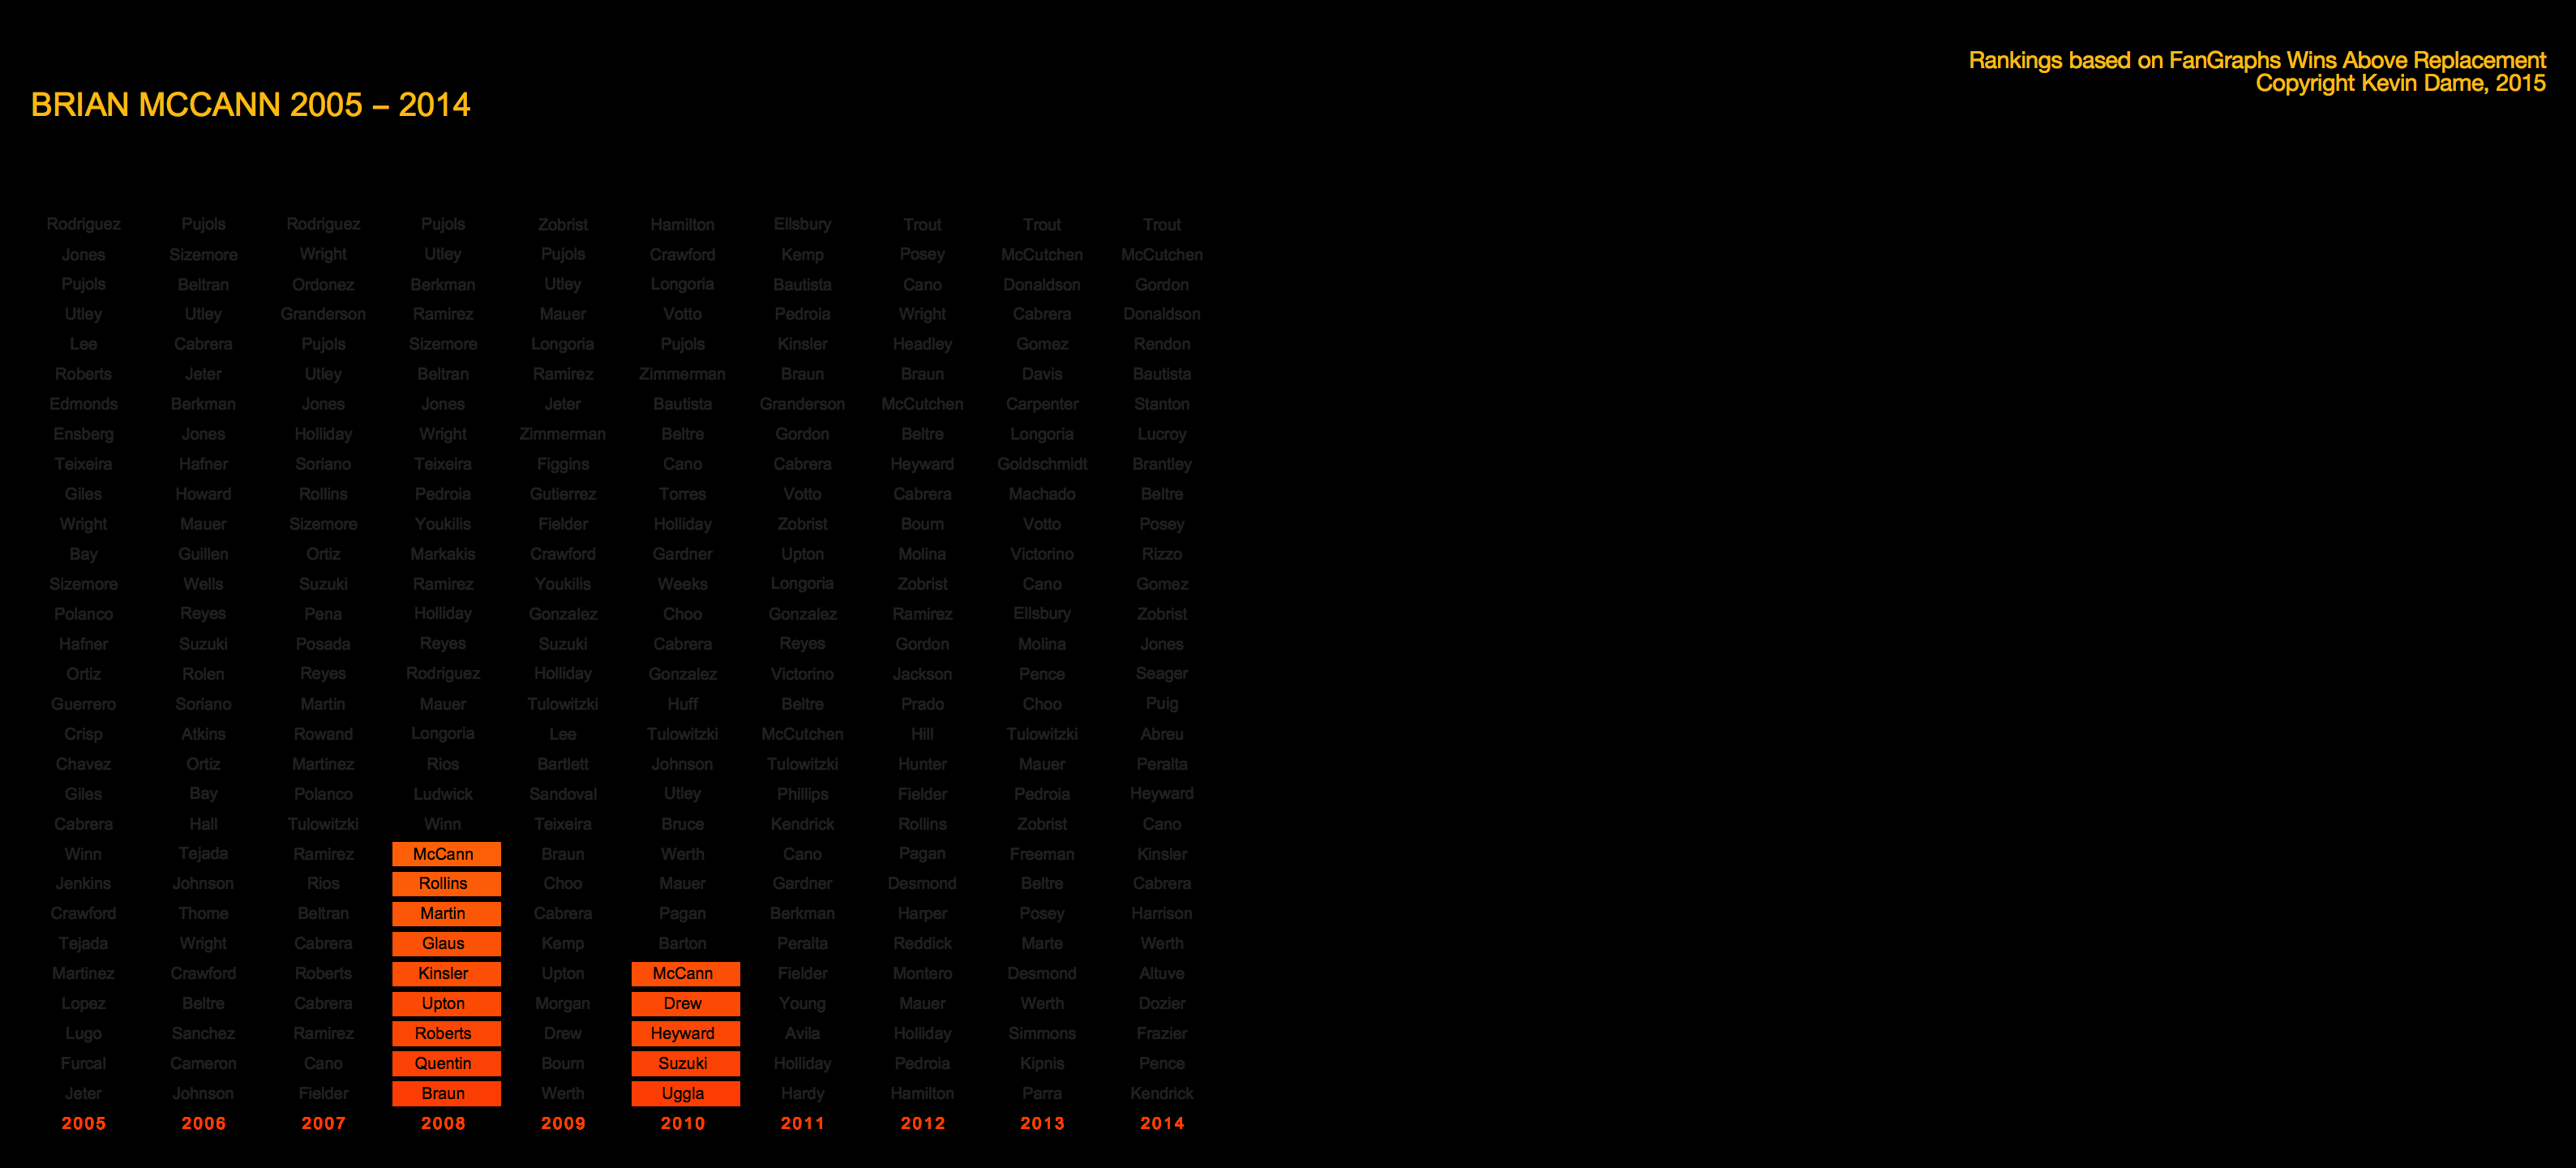 Rankings based on FanGraphs Wins Above Replacement
Copyright Kevin Dame, 2015
BRIAN MCCANN 2005 – 2014
Rodriguez Pujols Rodriguez Pujols Zobrist Hamilton Ellsbury Trout Trout Trout
Jones Sizemore Wright Utley Pujols Crawford Kemp Posey McCutchen McCutchen
Pujols Beltran Ordonez Berkman Utley Longoria Bautista Cano Donaldson Gordon
Utley Utley Granderson Ramirez Mauer Votto Pedroia Wright Cabrera Donaldson
Lee Cabrera Pujols Sizemore Longoria Pujols Kinsler Headley Gomez Rendon
Roberts Jeter Utley Beltran Ramirez Zimmerman Braun Braun Davis Bautista
Edmonds Berkman Jones Jones Jeter Bautista Granderson McCutchen Carpenter Stanton
Ensberg Jones Holliday Wright Zimmerman Beltre Gordon Beltre Longoria Lucroy
Teixeira Hafner Soriano Teixeira Figgins Cano Cabrera Heyward Goldschmidt Brantley
Giles Howard Rollins Pedroia Gutierrez Torres Votto Cabrera Machado Beltre
Wright Mauer Sizemore Youkilis Fielder Holliday Zobrist Bourn Votto Posey
Bay Guillen Ortiz Markakis Crawford Gardner Upton Molina Victorino Rizzo
Sizemore Wells Suzuki Ramirez Youkilis Weeks Longoria Zobrist Cano Gomez
Polanco Reyes Pena Holliday Gonzalez Choo Gonzalez Ramirez Ellsbury Zobrist
Hafner Suzuki Posada Reyes Suzuki Cabrera Reyes Gordon Molina Jones
Ortiz Rolen Reyes Rodriguez Holliday Gonzalez Victorino Jackson Pence Seager
Guerrero Soriano Martin Mauer Tulowitzki Huff Beltre Prado Choo Puig
Crisp Atkins Rowand Longoria Lee Tulowitzki McCutchen Hill Tulowitzki Abreu
Chavez Ortiz Martinez Rios Bartlett Johnson Tulowitzki Hunter Mauer Peralta
Giles Bay Polanco Ludwick Sandoval Utley Phillips Fielder Pedroia Heyward
Cabrera Hall Tulowitzki Winn Teixeira Bruce Kendrick Rollins Zobrist Cano
Winn Tejada Ramirez McCann Braun Werth Cano Pagan Freeman Kinsler
Jenkins Johnson Rios Rollins Choo Mauer Gardner Desmond Beltre Cabrera
Crawford Thome Beltran Martin Cabrera Pagan Berkman Harper Posey Harrison
Tejada Wright Cabrera Glaus Kemp Barton Peralta Reddick Marte Werth
Martinez Crawford Roberts Kinsler Upton McCann Fielder Montero Desmond Altuve
Lopez Beltre Cabrera Upton Morgan Drew Young Mauer Werth Dozier
Lugo Sanchez Ramirez Roberts Drew Heyward Avila Holliday Simmons Frazier
Furcal Cameron Cano Quentin Bourn Suzuki Holliday Pedroia Kipnis Pence
Jeter Johnson Fielder Braun Werth Uggla Hardy Hamilton Parra Kendrick
2005 2006 2007 2008 2009 2010 2011 2012 2013 2014